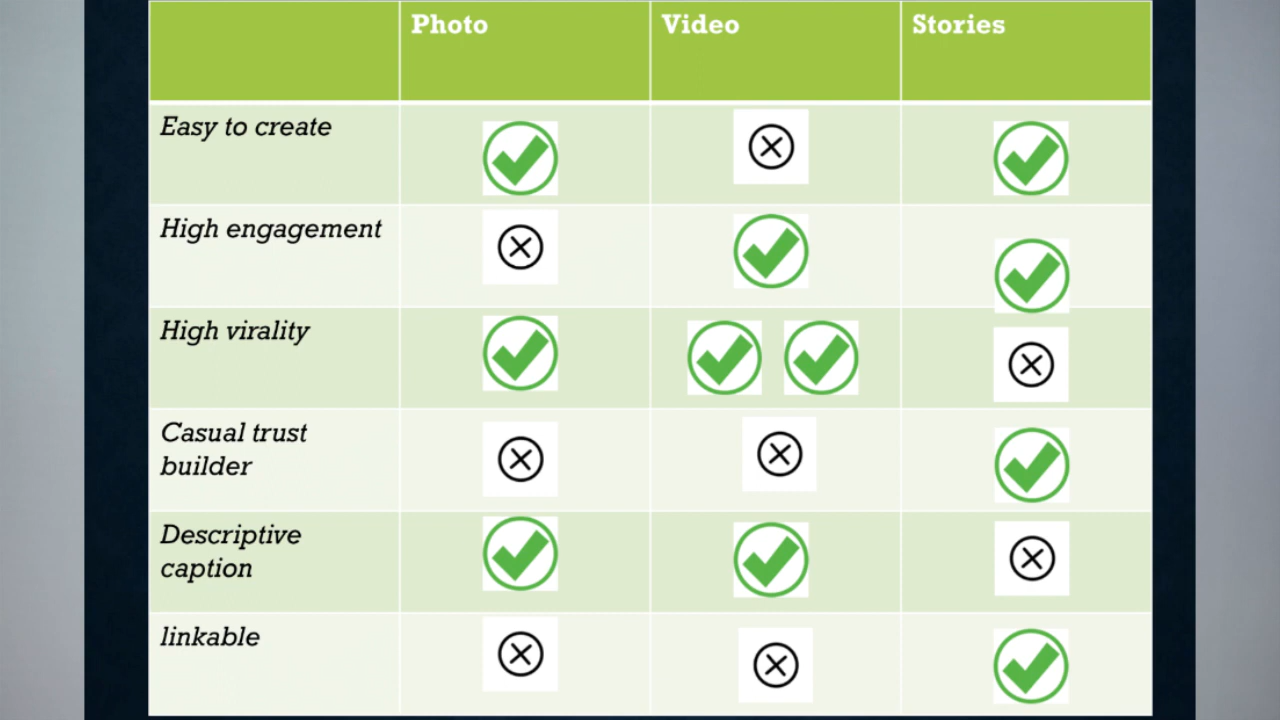 Photo
Video
Stories
Easy to create
High engagement
High virality
Casual trust
builder
Descriptive
caption
linkable